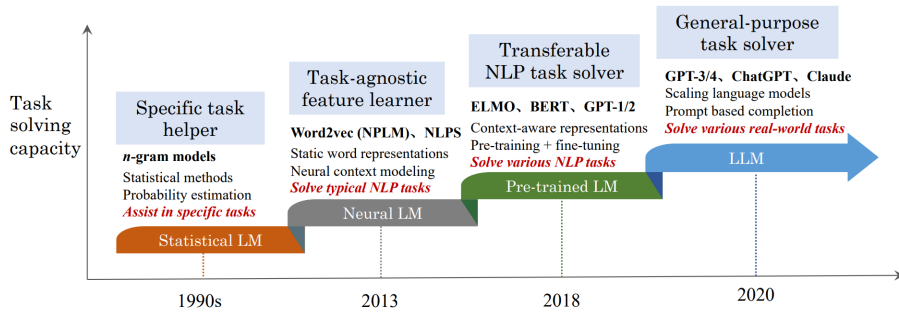 Task
solving
capacity
Specific task
helper
n-gram models
Statistical methods
Probability estimation
Assist in specific tasks
Statistical LM
1990s
Task-agnostic
feature learner
Word2vec (NPLM)、NLPS
Static word representations
Neural context modeling
Solve typical NLP tasks
Neural LM
2013
Transferable
NLP task solver
ELMO、BERT、GPT-1/2
Context-aware representations
Pre-training + fine-tuning
Solve various NLP tasks
Pre-trained LM
2018
General-purpose
task solver
GPT-3/4、ChatGPT、Claude
Scaling language models
Prompt based completion
Solve various real-world tasks
LLM
2020